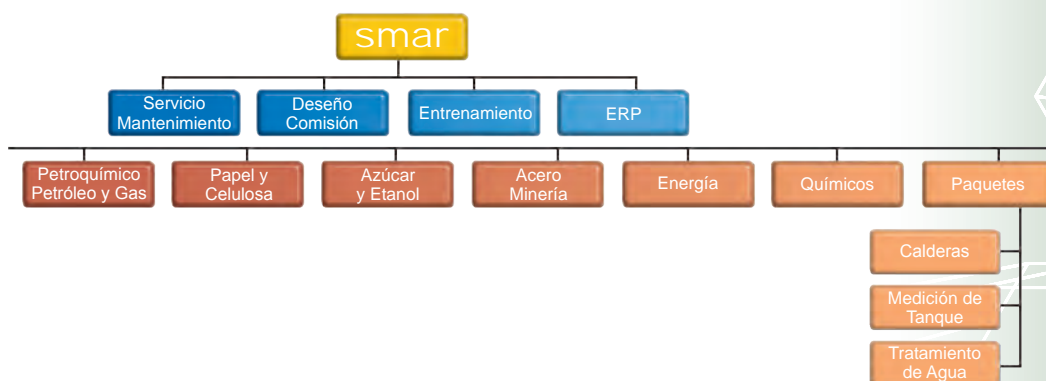 smar
Servicio
Mantenimiento
Deseño
Comisión
Entrenamiento
ERP
Petroquímico
Petróleo y Gas
Papel y
Celulosa
Azúcar
y Etanol
Acero
Minería
Energía
Químicos
Paquetes
Calderas
Medición de
Tanque
Tratamiento
de Agua